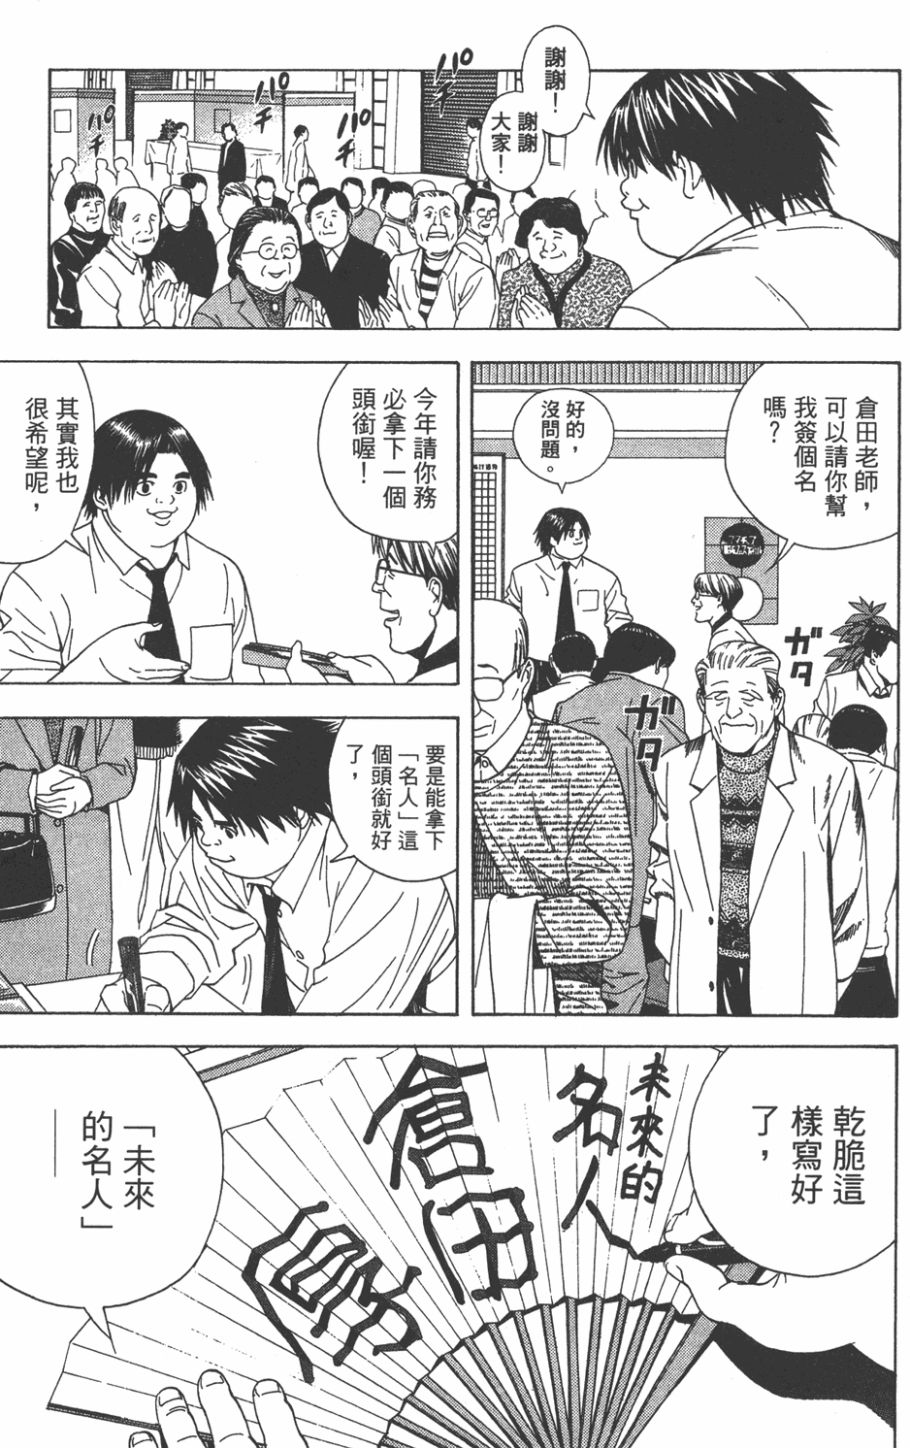 謝謝！
謝謝
大家！
パチ
パチ
パチ
パチ
倉田老師，
可以請你幫
我簽個名
嗎？
好的，
沒問題。
ガタ
ガタ
今年請你務
必拿下一個
頭銜喔！
其實我也
很希望呢，
要是能拿下
「名人」這
個頭銜就好
了，
乾脆這
樣寫好
了，
未來的
名人
倉田
「未來
的名人」
——